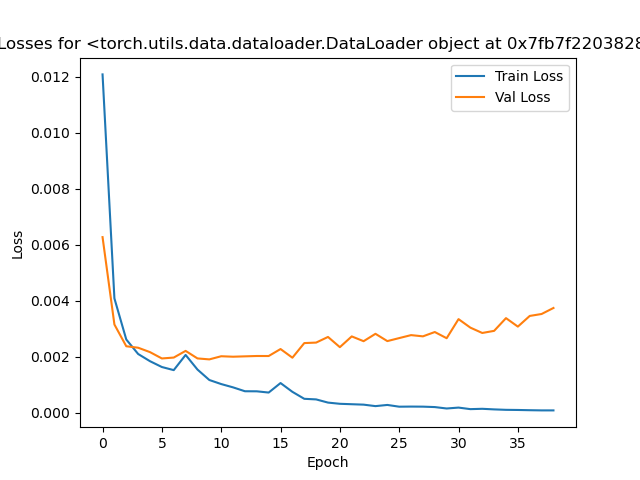 Losses for <torch.utils.data.dataloader.DataLoader object at 0x7fb7f2203828
Train Loss
Val Loss
0.012
0.010
0.008
0.006
0.004
0.002
0.000
Loss
0 5 10 15 20 25 30 35
Epoch